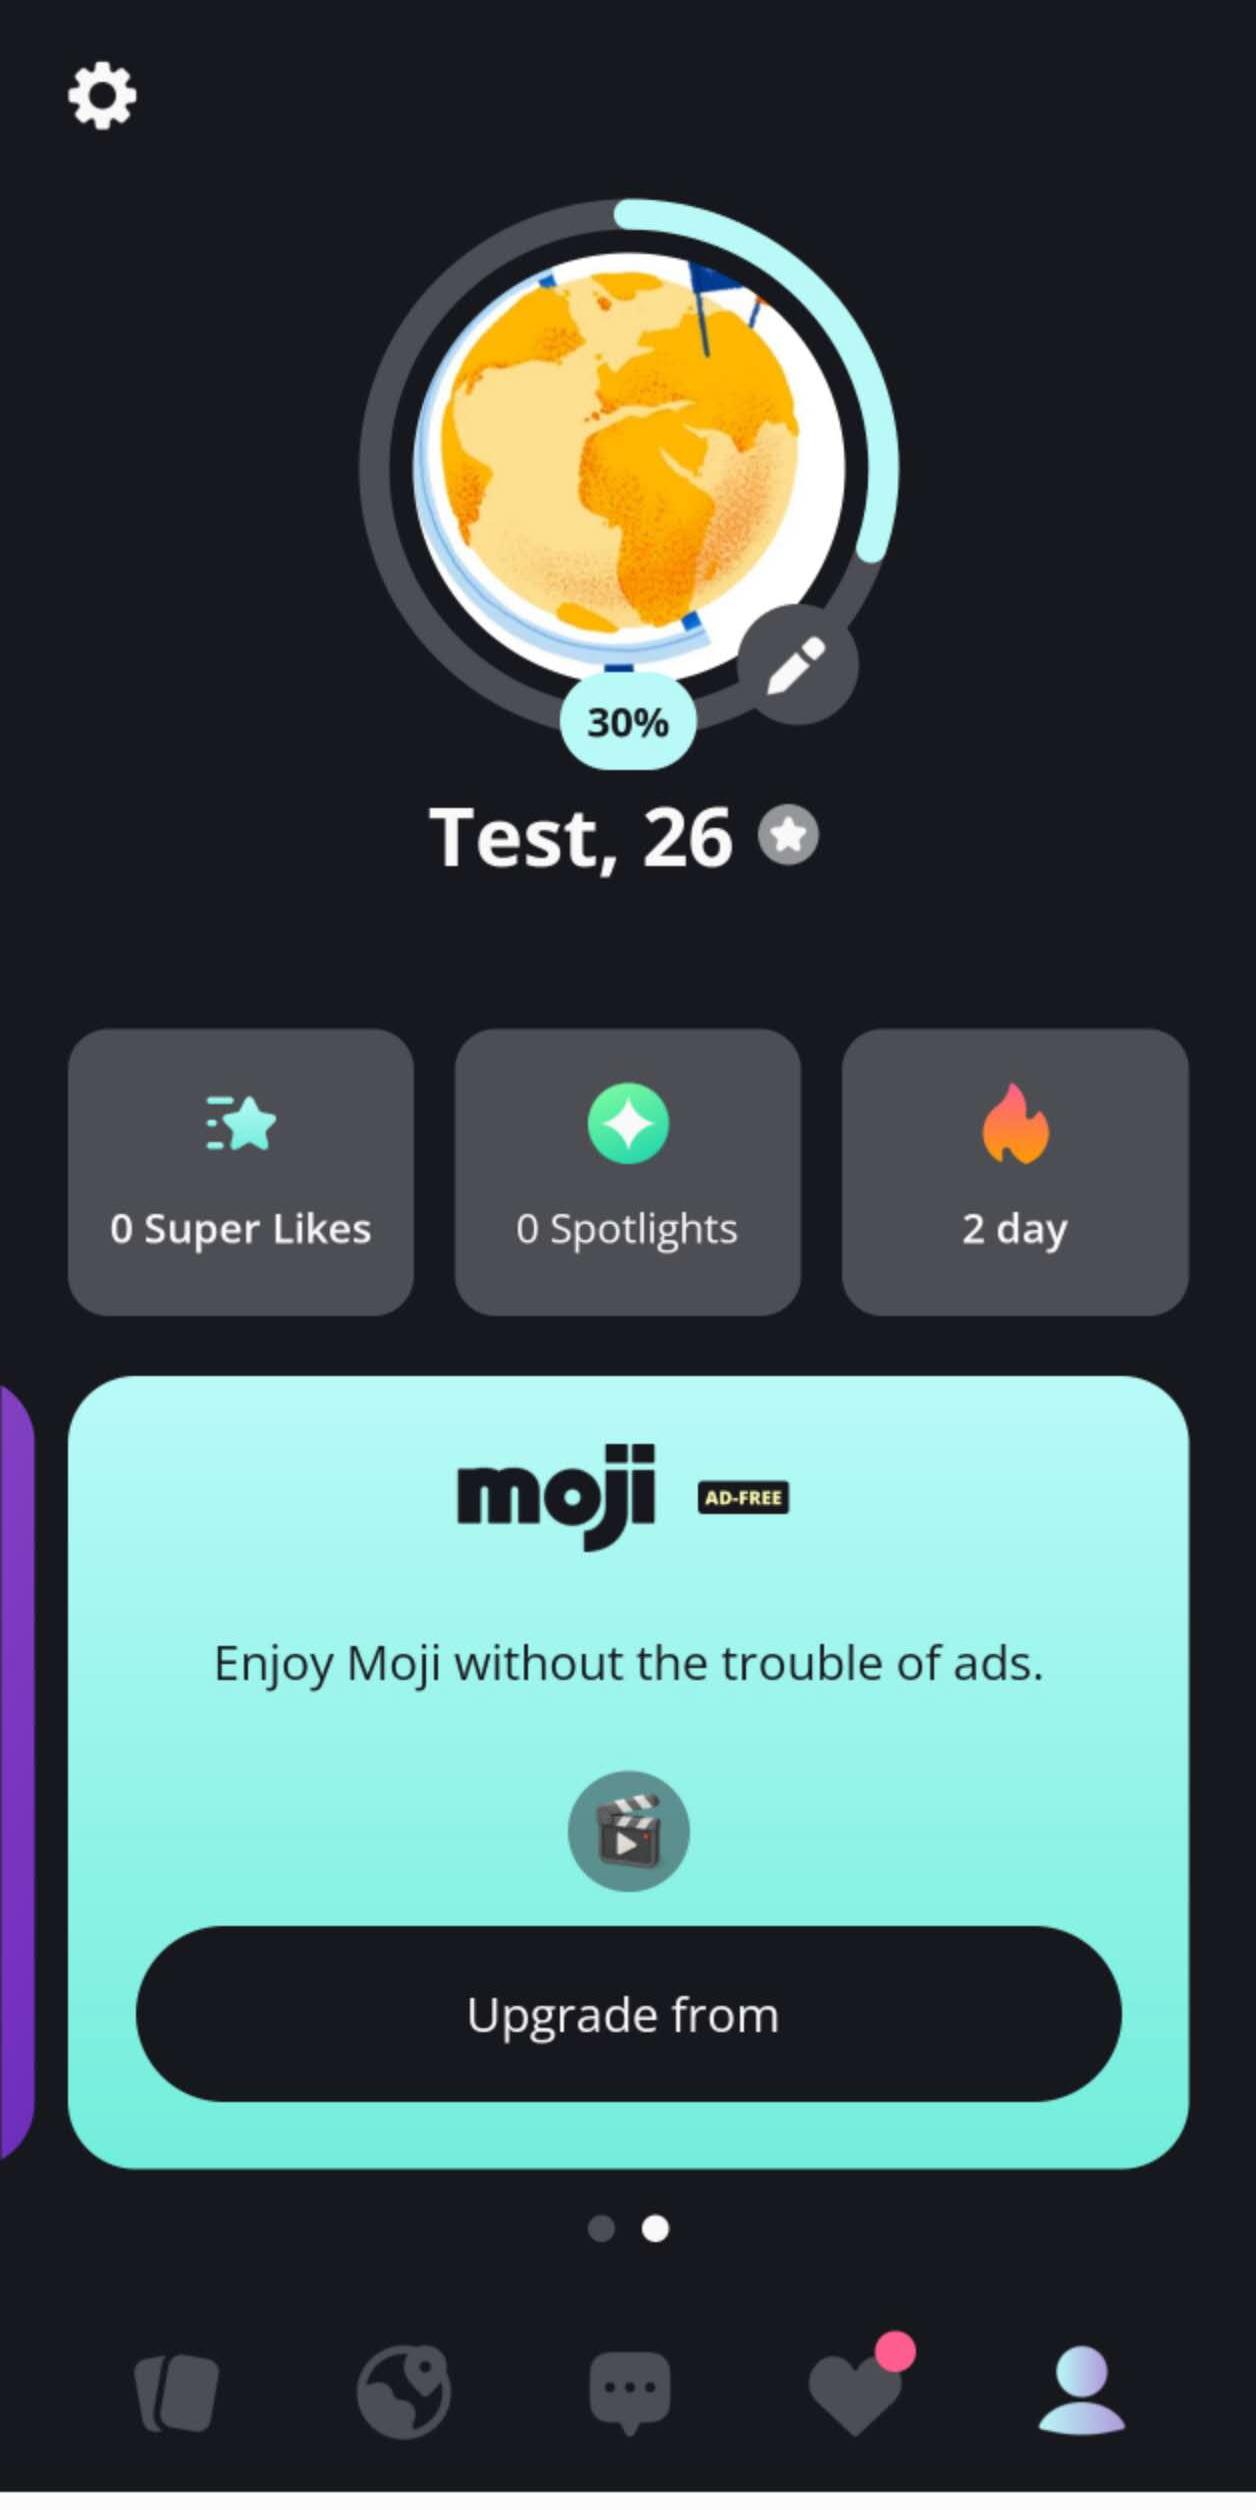 30%
Test, 26
0 Super Likes
0 Spotlights
2 day
moji AD-FREE
Enjoy Moji without the trouble of ads.
Upgrade from